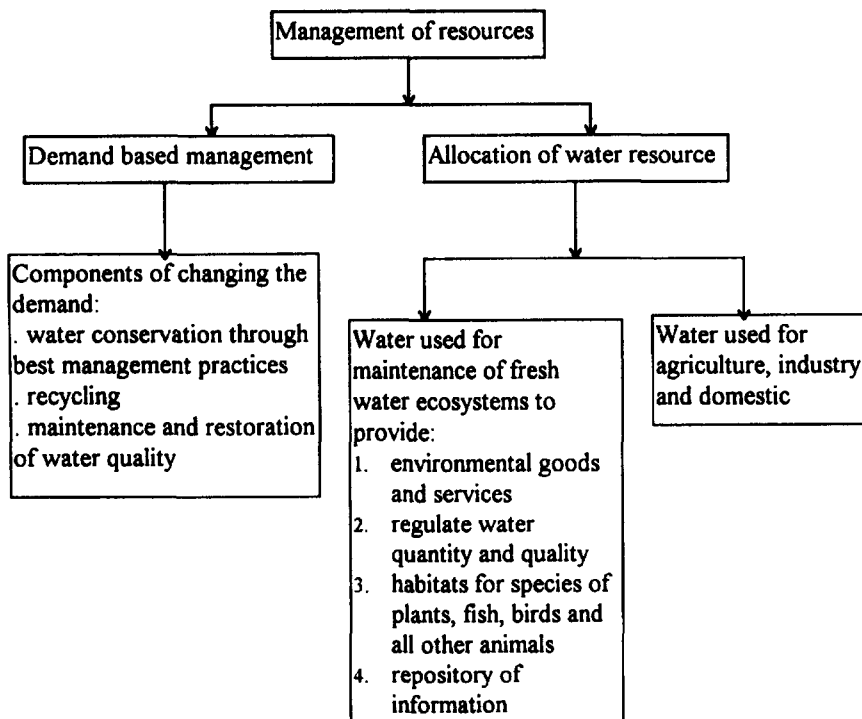 Management of resources
Demand based management
Allocation of water resource
Components of changing the
demand:
. water conservation through
best management practices
. recycling
. maintenance and restoration
of water quality
Water used for
maintenance of fresh
water ecosystems to
provide:
1. environmental goods
and services
2. regulate water
quantity and quality
3. habitats for species of
plants, fish, birds and
all other animals
4. repository of
information
Water used for
agriculture, industry
and domestic